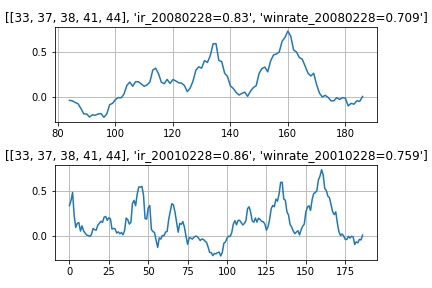 [[33, 37, 38, 41, 44], 'ir_20080228=0.83', 'winrate_20080228=0.709']
0.5
0.0
80 100 120 140 160 180
[[33, 37, 38, 41, 44], 'ir_20010228=0.86', 'winrate_20010228=0.759']
0.5
0.0
0 25 50 75 100 125 150 175